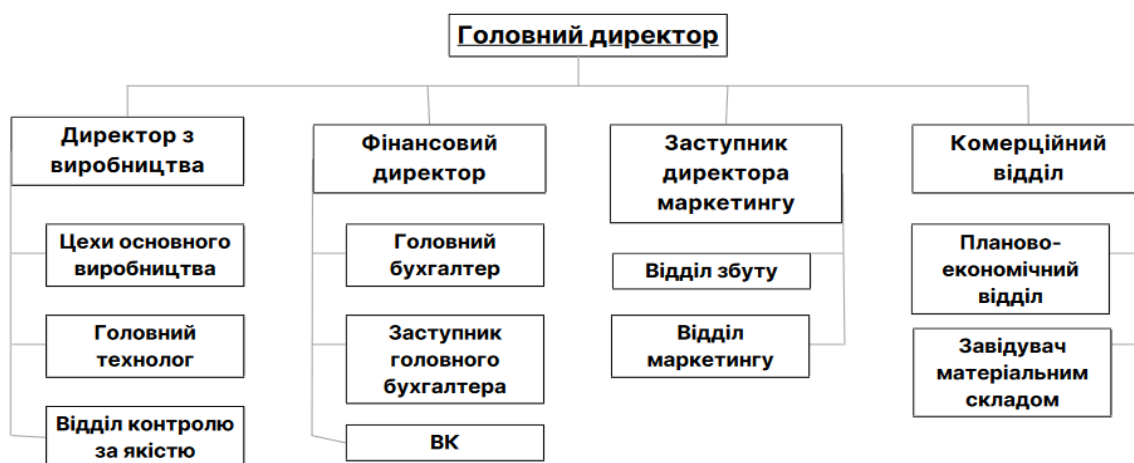 Головний директор
Директор з
виробництва
Фінансовий
директор
Заступник
директора
маркетингу
Комерційний
відділ
Цехи основного
виробництва
Головний
бухгалтер
Відділ збуту
Планово-
економічний
відділ
Головний
технолог
Заступник
головного
бухгалтера
Відділ
маркетингу
Завідувач
матеріальним
складом
Відділ контролю
за якістю
ВК